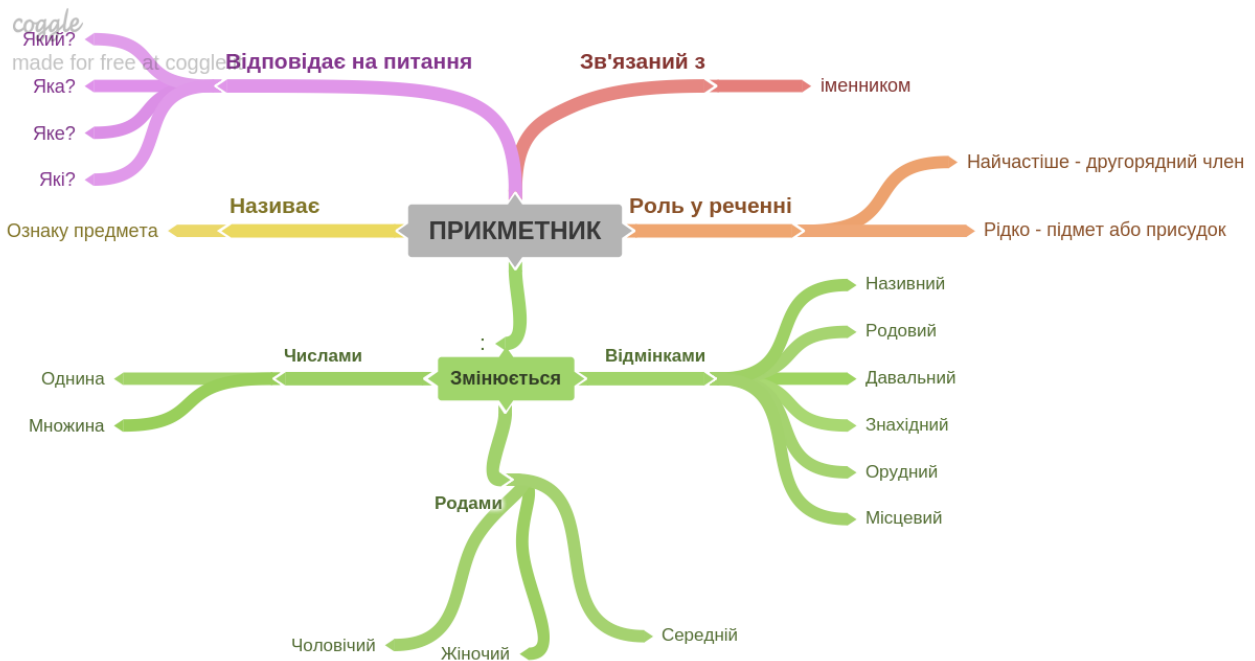 coggle
made for free at coggle
Відповідає на питання
Який?
Яка?
Яке?
Які?
Зв'язаний з
іменником
Називає
Ознаку предмета
ПРИКМЕТНИК
Роль у реченні
Найчастіше - другорядний член
Рідко - підмет або присудок
:
Змінюється
Числами
Однина
Множина
Відмінками
Називний
Родовий
Давальний
Знахідний
Орудний
Місцевий
Родами
Чоловічий
Жіночий
Середній